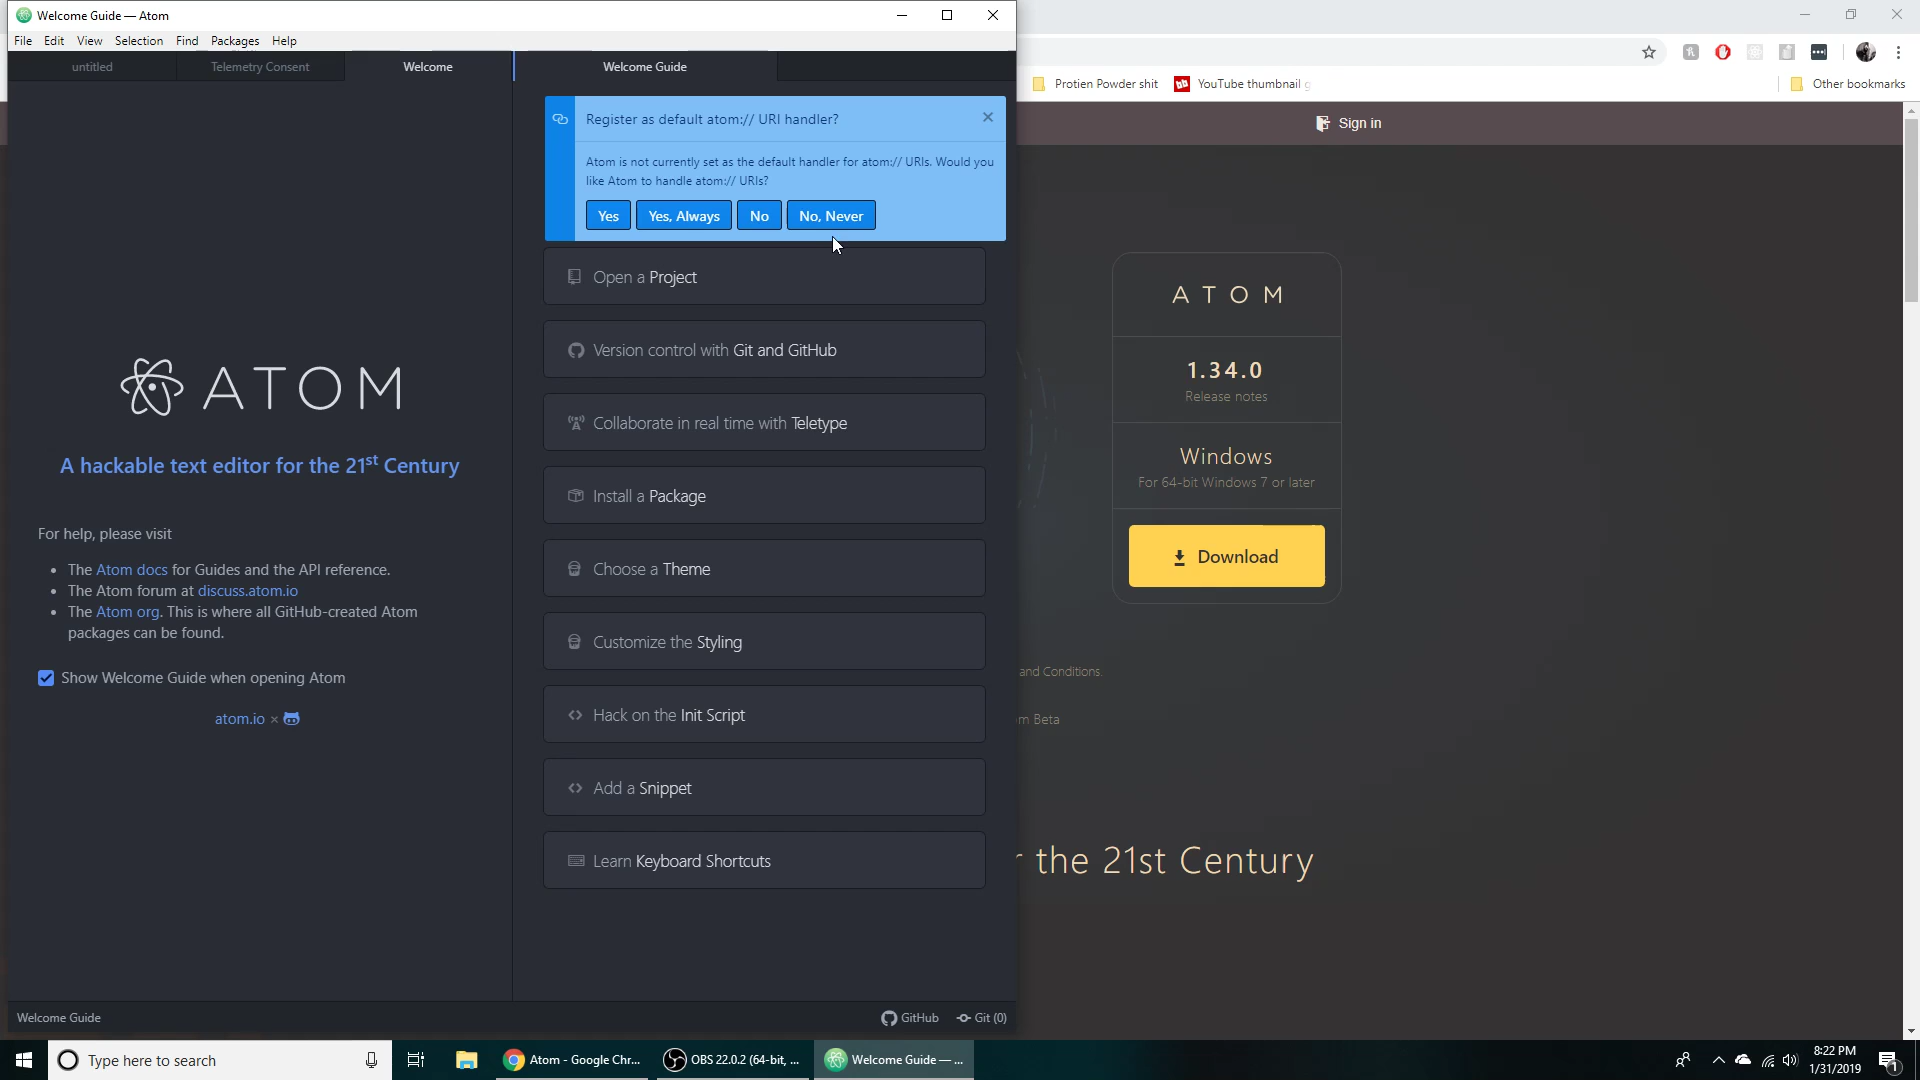 Welcome Guide — Atom
File Edit View Selection Find Packages Help
untitled
Telemetry Consent
Welcome
Welcome Guide
ATOM
A hackable text editor for the 21st Century
For help, please visit
• The Atom docs for Guides and the API reference.
• The Atom forum at discuss.atom.io
• The Atom org. This is where all GitHub-created Atom
packages can be found.
Show Welcome Guide when opening Atom
atom.io ×
Register as default atom:// URI handler?
Atom is not currently set as the default handler for atom:// URIs. Would you
like Atom to handle atom:// URIs?
Yes
Yes, Always
No
No, Never
Open a Project
Version control with Git and GitHub
Collaborate in real time with Teletype
Install a Package
Choose a Theme
Customize the Styling
Hack on the Init Script
Add a Snippet
Learn Keyboard Shortcuts
Welcome Guide
GitHub
Git (0)
Protien Powder shit
YouTube thumbnail
Other bookmarks
Sign in
ATOM
1.34.0
Release notes
Windows
For 64-bit Windows 7 or later
Download
and Conditions.
m Beta
the 21st Century
Type here to search
Atom - Google Chr...
OBS 22.0.2 (64-bit, ...
Welcome Guide — ...
8:22 PM
1/31/2019
1